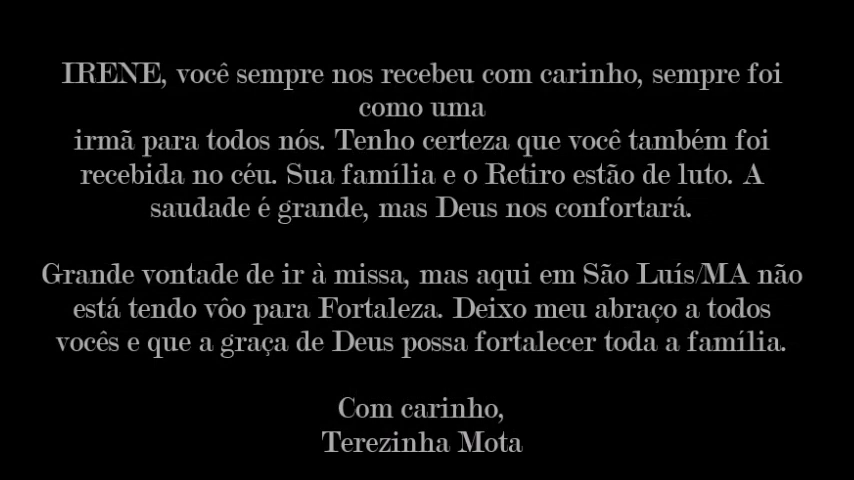 IRENE, você sempre nos recebeu com carinho, sempre foi
como uma
irmã para todos nós. Tenho certeza que você também foi
recebida no céu. Sua família e o Retiro estão de luto. A
saudade é grande, mas Deus nos confortará.
Grande vontade de ir à missa, mas aqui em São Luís/MA não
está tendo vôo para Fortaleza. Deixo meu abraço a todos
vocês e que a graça de Deus possa fortalecer toda a família.
Com carinho,
Terezinha Mota